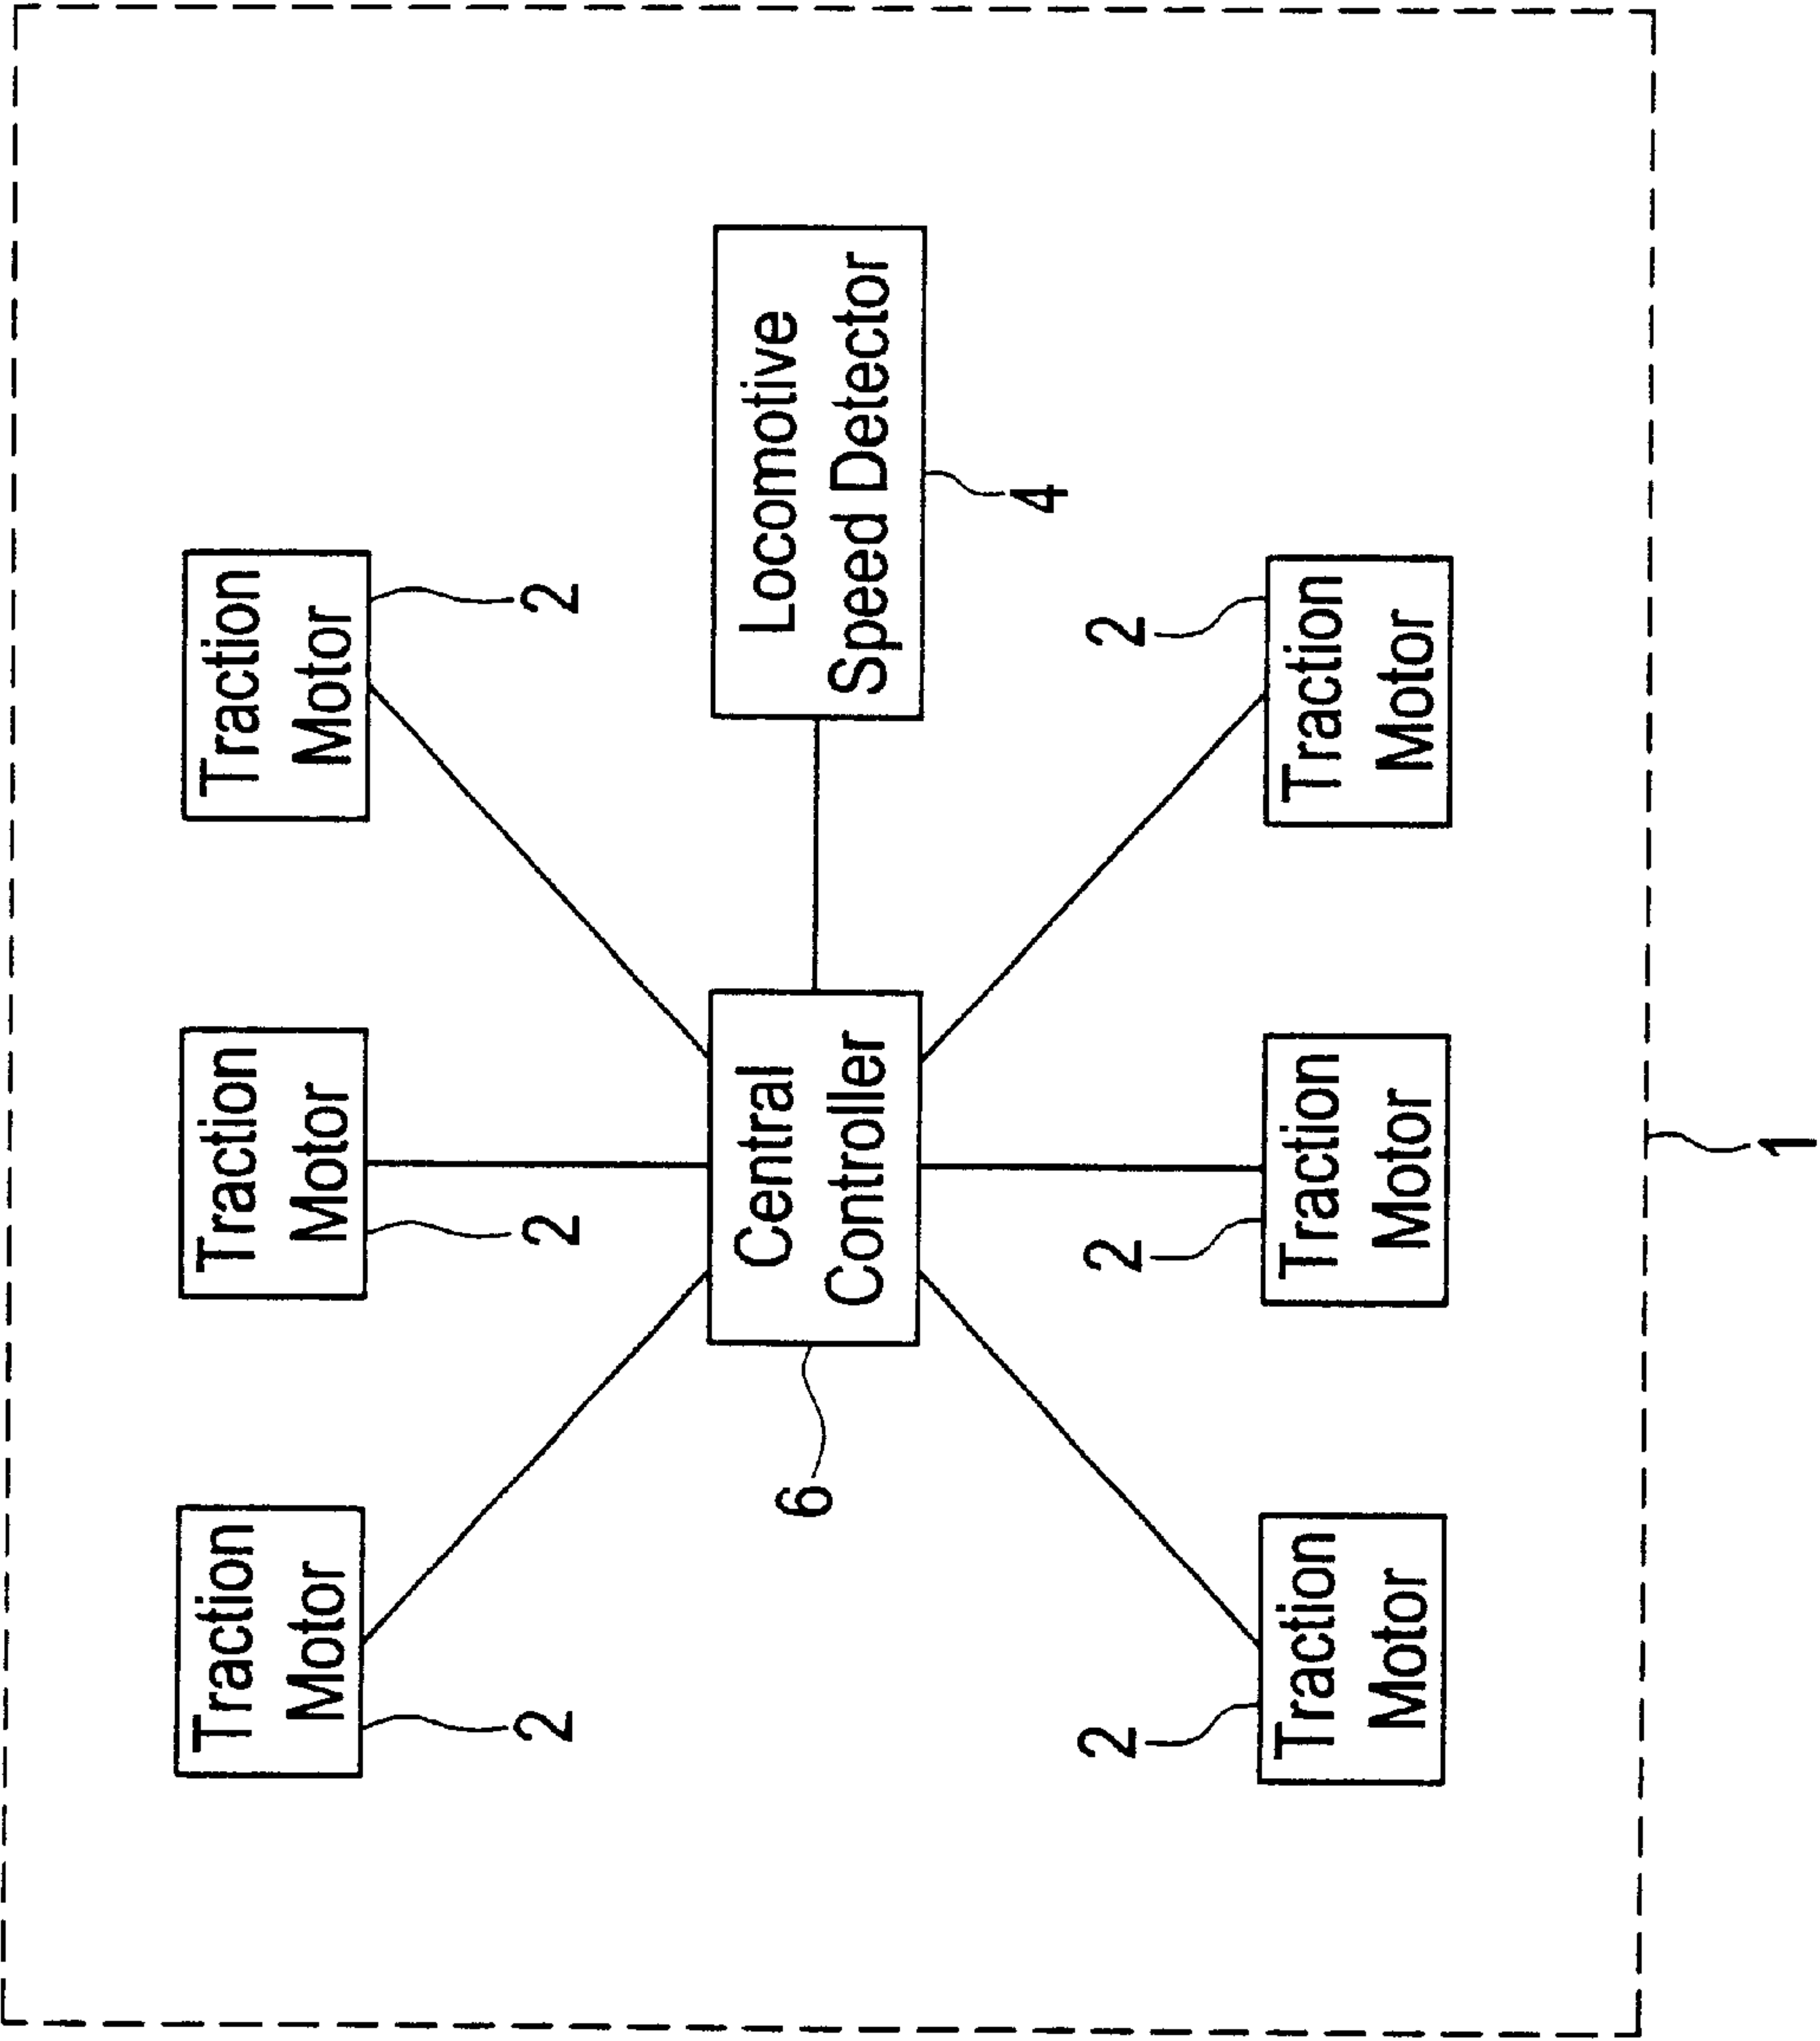 Traction
Motor
2
Traction
Motor
2
Traction
Motor
2
Central
Controller
6
Locomotive
Speed Detector
4
2
Traction
Motor
2
Traction
Motor
2
Traction
Motor
1